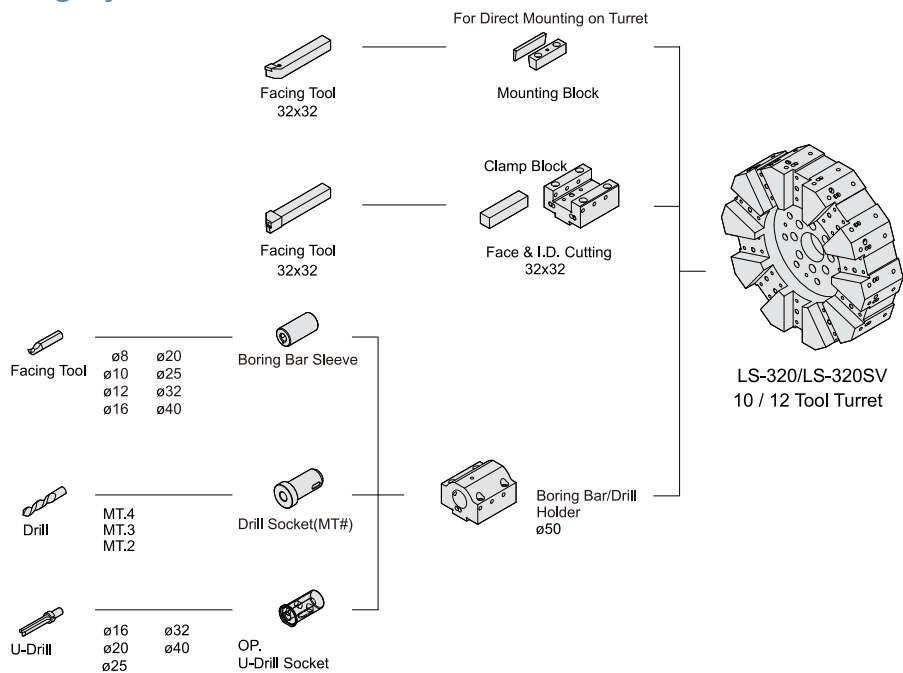 For Direct Mounting on Turret
Facing Tool
32x32
Mounting Block
Clamp Block
Facing Tool
32x32
Face & I.D. Cutting
32x32
LS-320/LS-320SV
10 / 12 Tool Turret
Facing Tool
ø8 ø20
ø10 ø25
ø12 ø32
ø16 ø40
Boring Bar Sleeve
Drill
MT.4
MT.3
MT.2
Drill Socket(MT#)
Boring Bar/Drill
Holder
ø50
U-Drill
ø16 ø32
ø20 ø40
ø25
OP.
U-Drill Socket